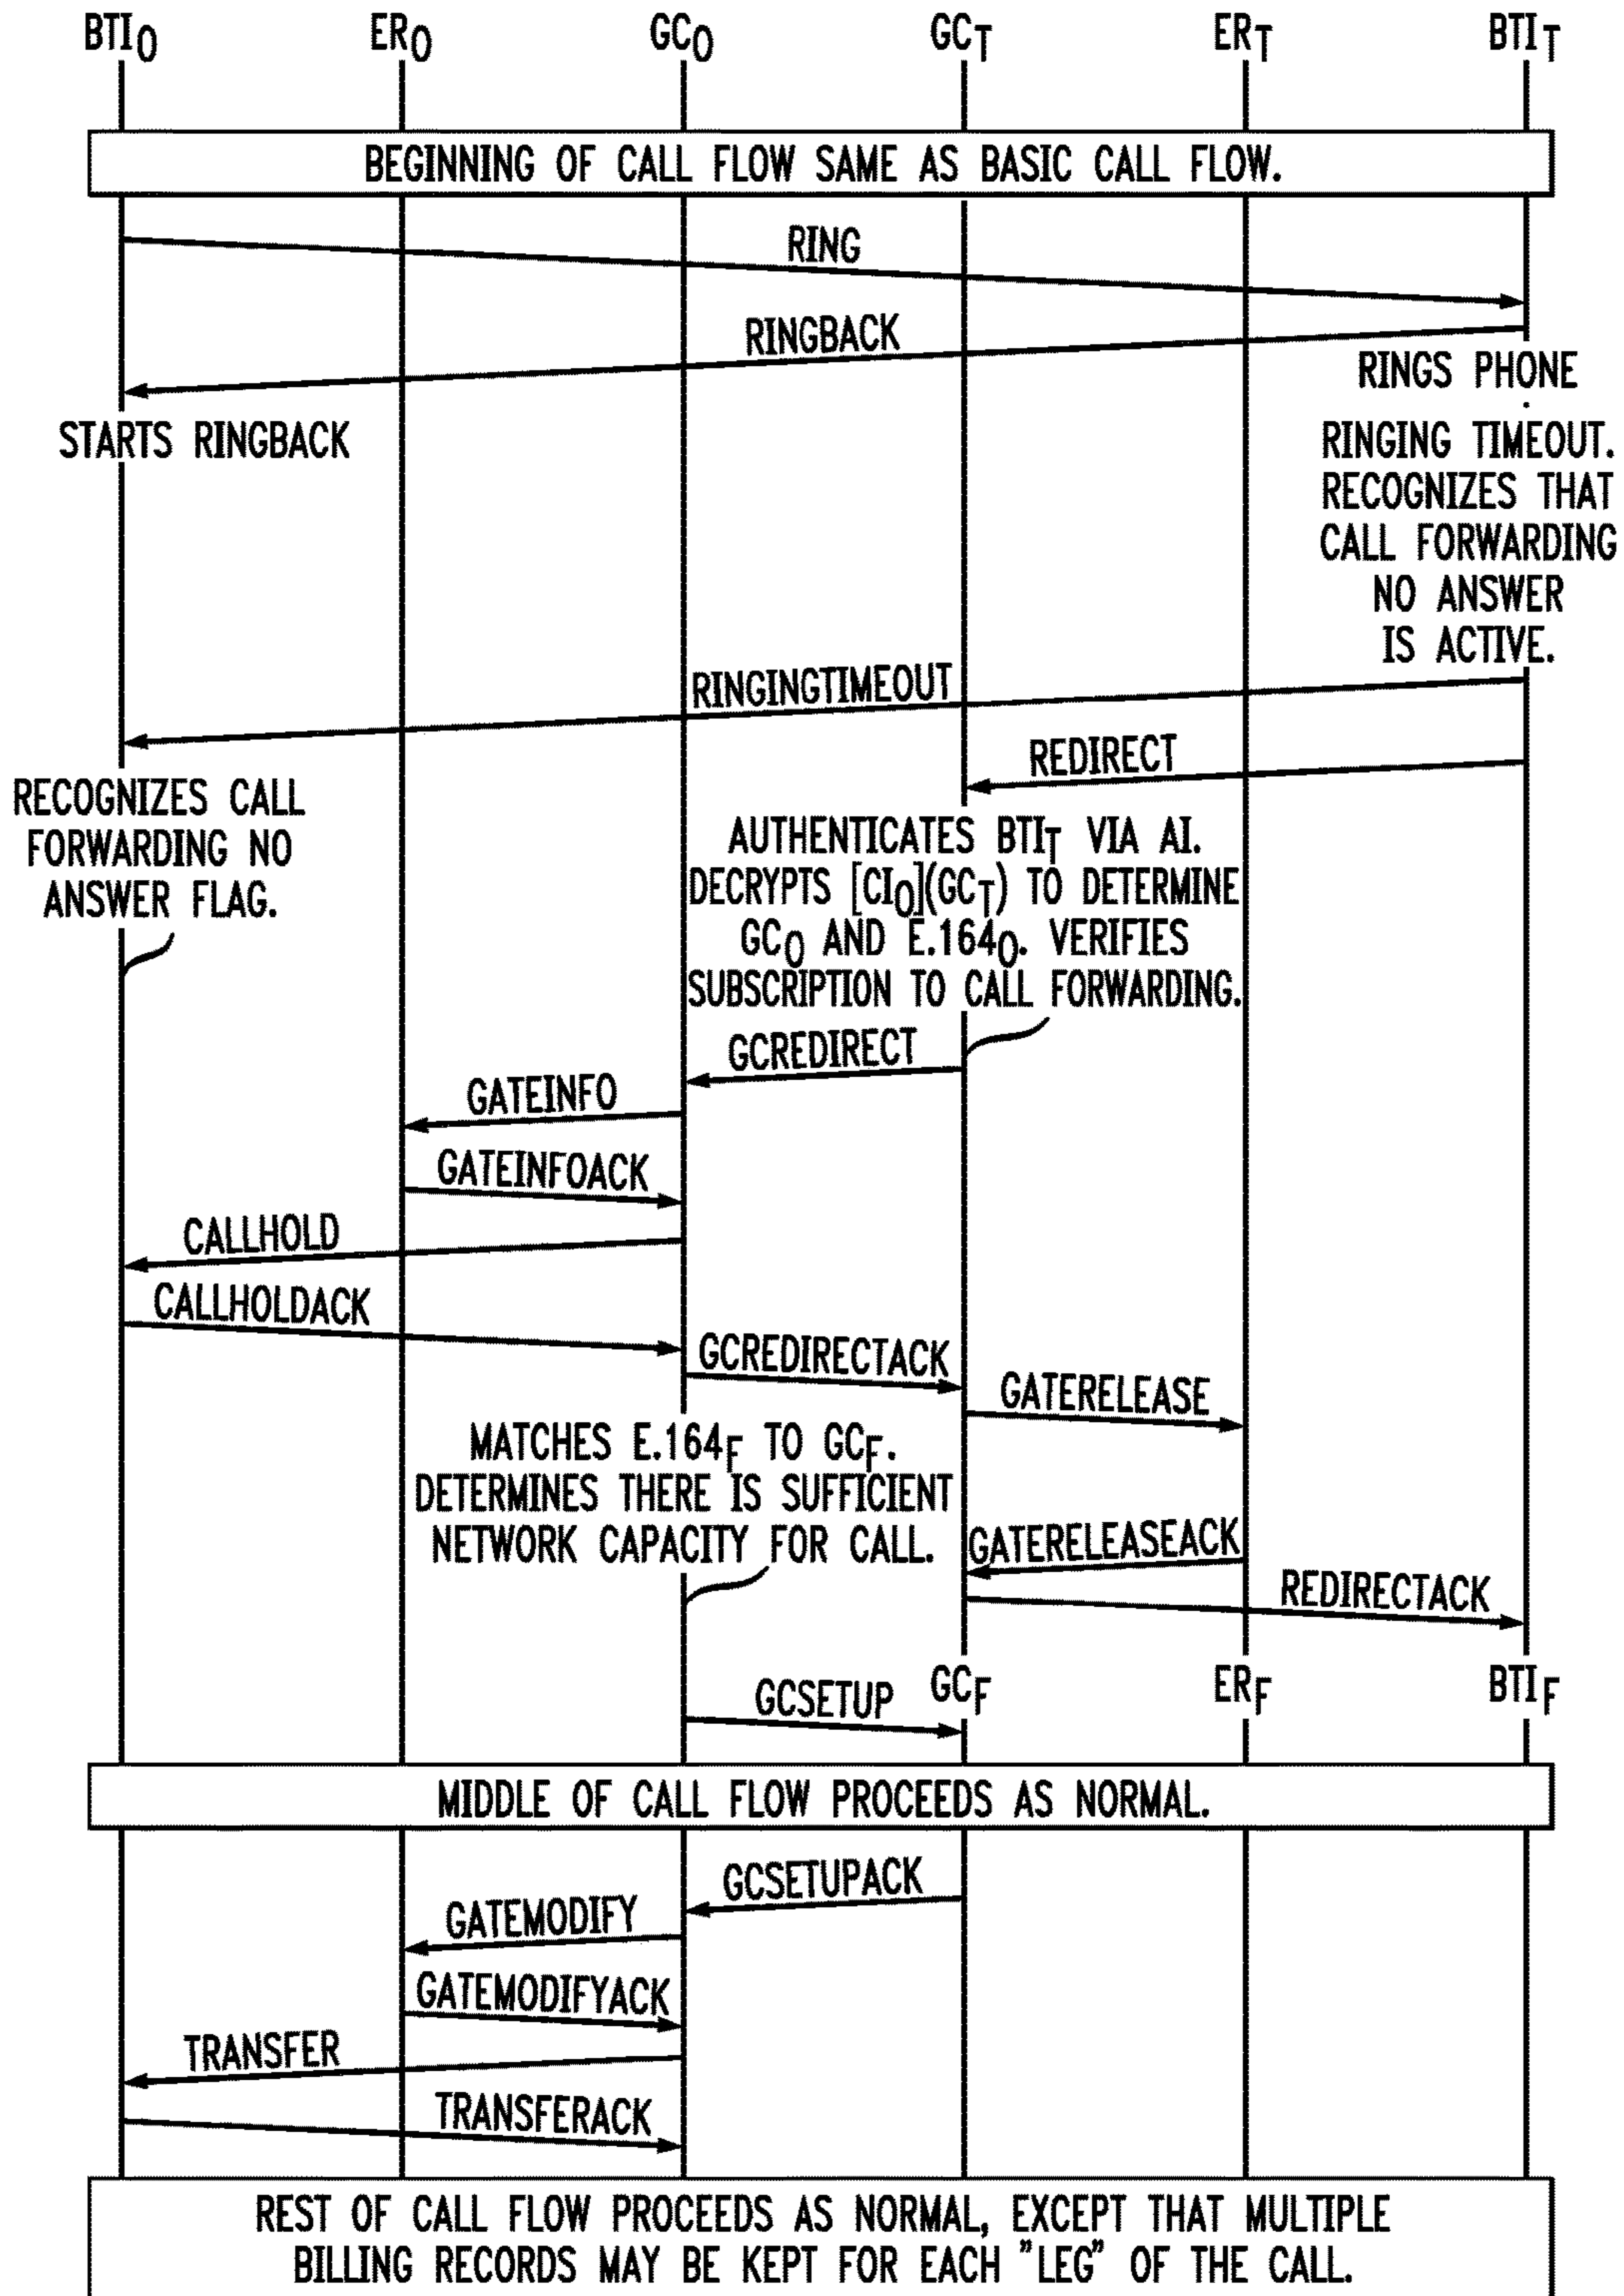 BTIO ERO GCO GCT ERT BTIT
BEGINNING OF CALL FLOW SAME AS BASIC CALL FLOW.
RING
RINGBACK
RINGS PHONE
STARTS RINGBACK
RINGING TIMEOUT.
RECOGNIZES THAT
CALL FORWARDING
NO ANSWER
IS ACTIVE.
RINGINGTIMEOUT
REDIRECT
RECOGNIZES CALL
FORWARDING NO
ANSWER FLAG.
AUTHENTICATES BTIT VIA AI.
DECRYPTS [CIO](GCT) TO DETERMINE
GCO AND E.164O. VERIFIES
SUBSCRIPTION TO CALL FORWARDING.
GCREDIRECT
GATEINFO
GATEINFOACK
CALLHOLD
CALLHOLDACK
GCREDIRECTACK
GATERELEASE
MATCHES E.164F TO GCF.
DETERMINES THERE IS SUFFICIENT
NETWORK CAPACITY FOR CALL.
GATERELEASEACK
REDIRECTACK
GCSETUP
GCF ERF BTIF
MIDDLE OF CALL FLOW PROCEEDS AS NORMAL.
GCSETUPACK
GATEMODIFY
GATEMODIFYACK
TRANSFER
TRANSFERACK
REST OF CALL FLOW PROCEEDS AS NORMAL, EXCEPT THAT MULTIPLE
BILLING RECORDS MAY BE KEPT FOR EACH "LEG" OF THE CALL.